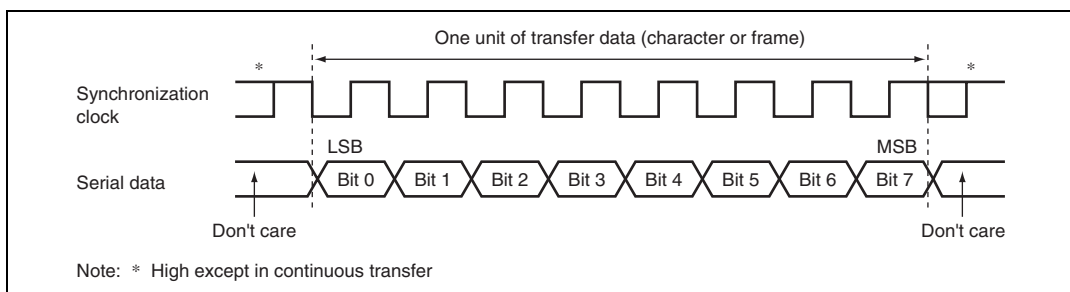 One unit of transfer data (character or frame)
*
*
Synchronization
clock
LSB
MSB
Serial data
Bit 0
Bit 1
Bit 2
Bit 3
Bit 4
Bit 5
Bit 6
Bit 7
Don't care
Don't care
Note: * High except in continuous transfer